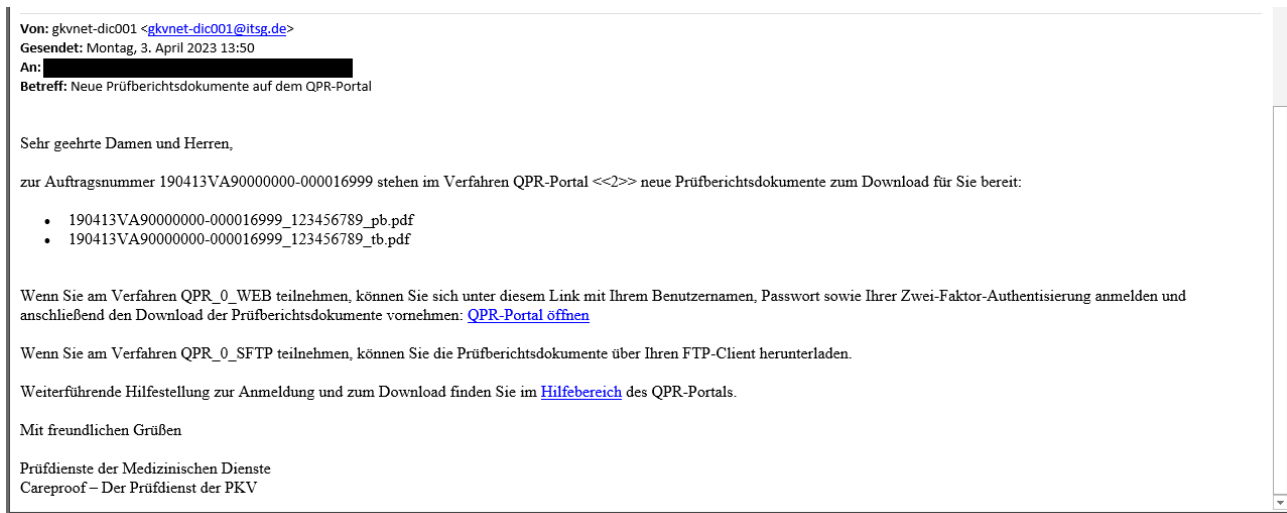 Von: gkvnet-dic001 <gkvnet-dic001@itsg.de>
Gesendet: Montag, 3. April 2023 13:50
An:
Betreff: Neue Prüfberichtsdokumente auf dem QPR-Portal
Sehr geehrte Damen und Herren,
zur Auftragsnummer 190413VA90000000-000016999 stehen im Verfahren QPR-Portal <<2>> neue Prüfberichtsdokumente zum Download für Sie bereit:
• 190413VA90000000-000016999_123456789_pb.pdf
• 190413VA90000000-000016999_123456789_tb.pdf
Wenn Sie am Verfahren QPR_0_WEB teilnehmen, können Sie sich unter diesem Link mit Ihrem Benutzernamen, Passwort sowie Ihrer Zwei-Faktor-Authentisierung anmelden und
anschließend den Download der Prüfberichtsdokumente vornehmen: QPR-Portal öffnen
Wenn Sie am Verfahren QPR_0_SFTP teilnehmen, können Sie die Prüfberichtsdokumente über Ihren FTP-Client herunterladen.
Weiterführende Hilfestellung zur Anmeldung und zum Download finden Sie im Hilfebereich des QPR-Portals.
Mit freundlichen Grüßen
Prüfdienste der Medizinischen Dienste
Careproof – Der Prüfdienst der PKV